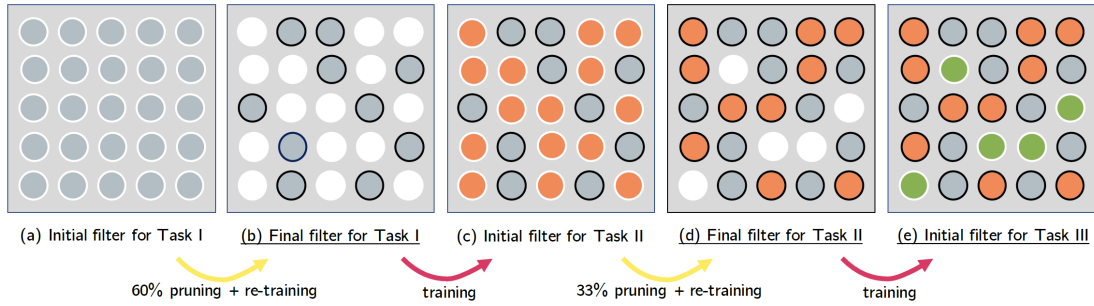 (a) Initial filter for Task I
(b) Final filter for Task I
(c) Initial filter for Task II
(d) Final filter for Task II
(e) Initial filter for Task III
60% pruning + re-training
training
33% pruning + re-training
training